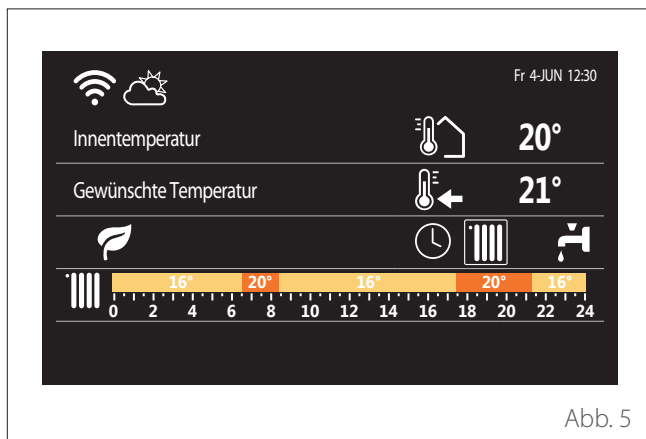 Fr 4-JUN 12:30
Innentemperatur 20°
Gewünschte Temperatur 21°
16° 20° 16° 20° 16°
0 2 4 6 8 10 12 14 16 18 20 22 24
Abb. 5